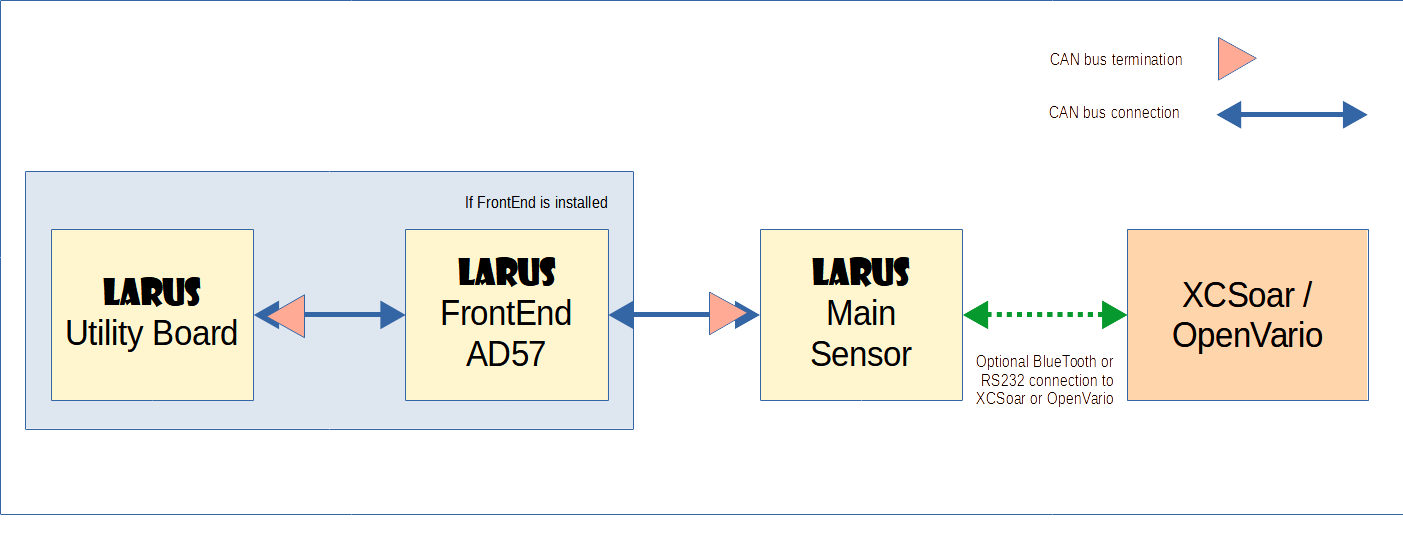 CAN bus termination
CAN bus connection
If FrontEnd is installed
LARUS
Utility Board
LARUS
FrontEnd
AD57
LARUS
Main
Sensor
Optional BlueTooth or
RS232 connection to
XCSoar or OpenVario
XCSoar /
OpenVario